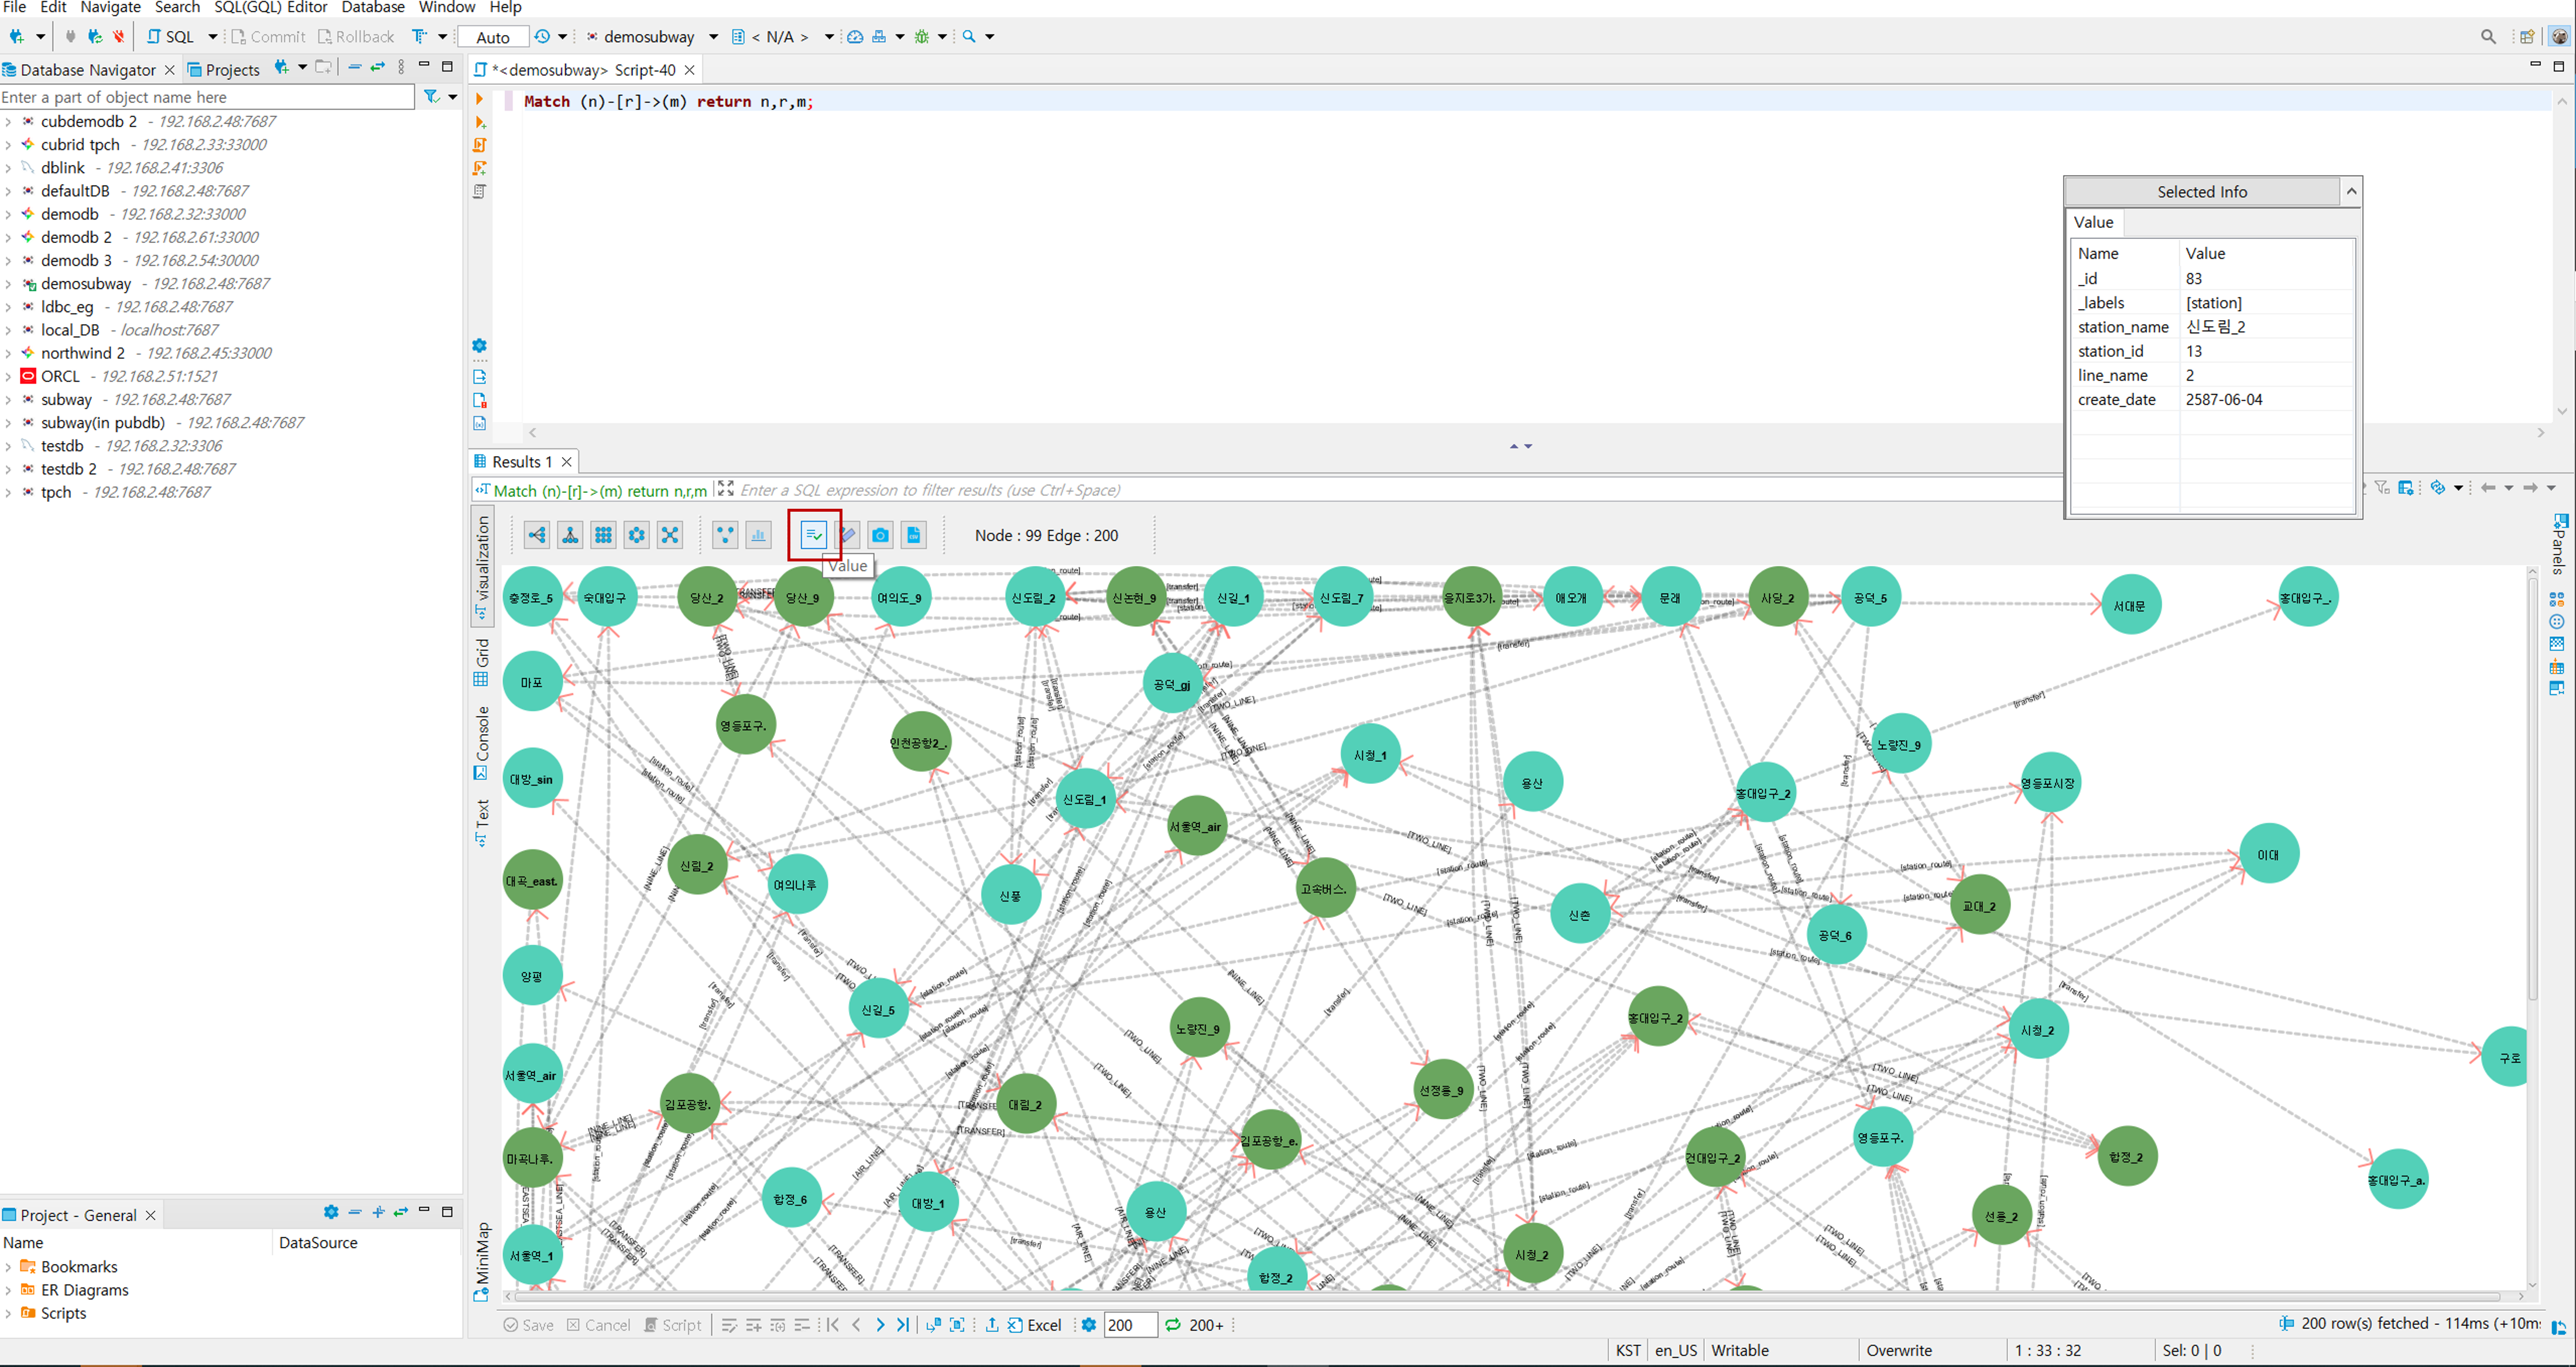 File Edit Navigate Search SQL(GQL) Editor Database Window Help
SQL Commit Rollback Auto demosubway < N/A >
Database Navigator Projects
Enter a part of object name here
cubdemodb 2 - 192.168.2.48:7687
cubrid tpch - 192.168.2.33:33000
dblink - 192.168.2.41:3306
defaultDB - 192.168.2.48:7687
demodb - 192.168.2.32:33000
demodb 2 - 192.168.2.61:33000
demodb 3 - 192.168.2.54:30000
demosubway - 192.168.2.48:7687
ldbc_eg - 192.168.2.48:7687
local_DB - localhost:7687
northwind 2 - 192.168.2.45:33000
ORCL - 192.168.2.51:1521
subway - 192.168.2.48:7687
subway(in pubdb) - 192.168.2.48:7687
testdb - 192.168.2.32:3306
testdb 2 - 192.168.2.48:7687
tpch - 192.168.2.48:7687
Project - General
Name DataSource
Bookmarks
ER Diagrams
Scripts
*<demosubway> Script-40
Match (n)-[r]->(m) return n,r,m;
Selected Info
Value
Name Value
_id 83
_labels [station]
station_name 신도림_2
station_id 13
line_name 2
create_date 2587-06-04
Results 1
Match (n)-[r]->(m) return n,r,m Enter a SQL expression to filter results (use Ctrl+Space)
visualization
Grid
Console
Text
MiniMap
Panels
Node : 99 Edge : 200
Value
충정로_5 숙대입구 당산_2 당산_9 여의도_9 신도림_2 신논현_9 신길_1 신도림_7 을지로3가. 애오개 문래 사당_2 공덕_5 서대문 홍대입구_.
마포 공덕_gj
영등포구. 인천공항2_. 시청_1 노량진_9
대방_sin 신도림_1 용산 홍대입구_2 영등포시장
서울역_air
신림_2 이대
대곡_east. 여의나루 신풍 고속버스. 신촌 교대_2
공덕_6
양평 신길_5 노량진_9 홍대입구_2 시청_2
구로
서울역_air 김포공항. 대림_2 선정릉_9
마곡나루. 김포공항_e. 건대입구_2 영등포구. 합정_2
합정_6 대방_1 용산 선릉_2 홍대입구_a.
서울역_1 합정_2 시청_2
Save Cancel Script Excel 200 200+
200 row(s) fetched - 114ms (+10ms
KST en_US Writable Overwrite 1 : 33 : 32 Sel: 0 | 0